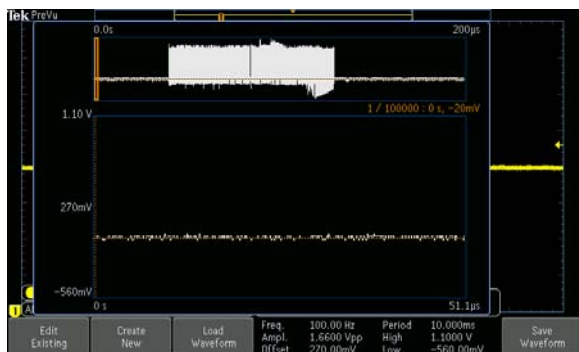 Tek PreVu
0.0s 200µs
1 / 100000 : 0 s, -20mV
1.10 V
270mV
-560mV
0 s 51.1µs
1
Edit Existing
Create New
Load Waveform
Freq. 100.00 Hz Period 10.000ms
Ampl. 1.6600 Vpp High 1.1000 V
Offset 270.00mV Low -560.00mV
Save Waveform